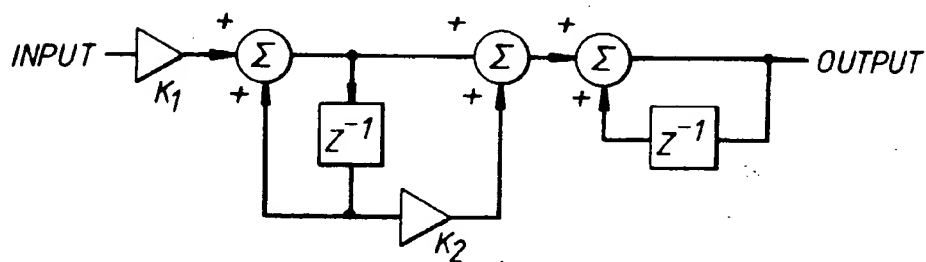 INPUT
K1
+
Σ
+
Z⁻¹
K2
+
Σ
+
+
Σ
+
Z⁻¹
OUTPUT